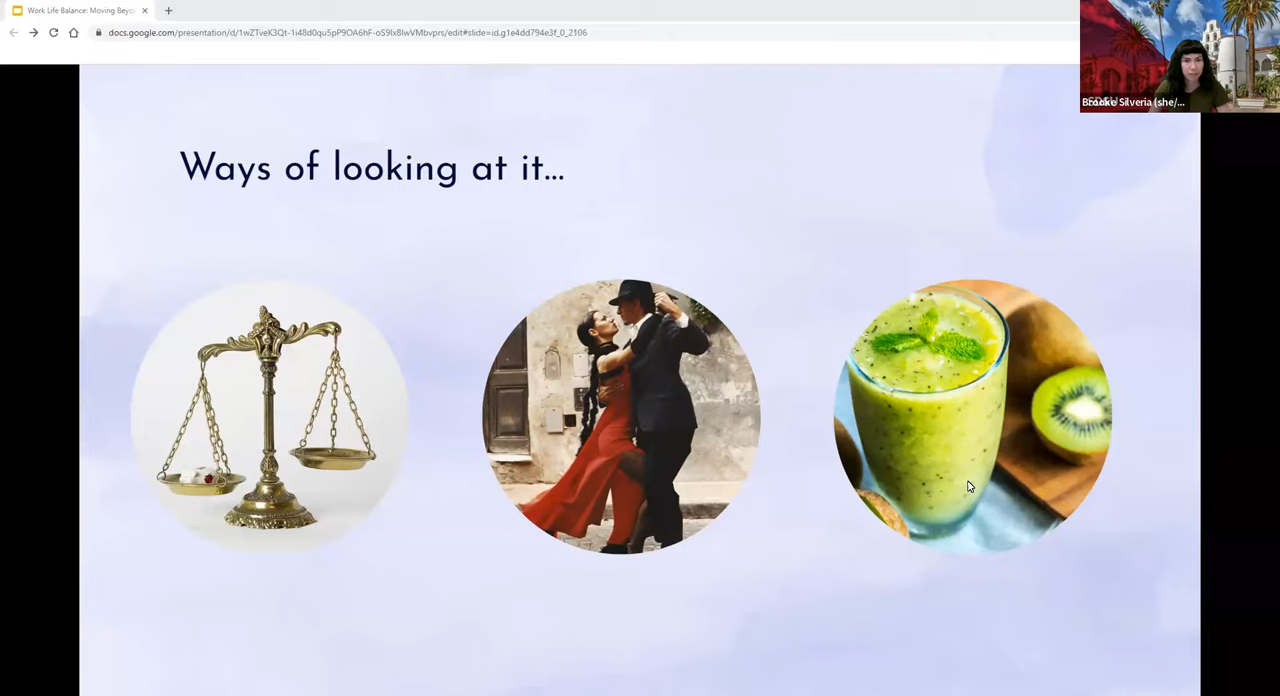 Work Life Balance: Moving Beyo
docs.google.com/presentation/d/1wZTveK3Qt-1i48d0qu5pP9OA6hF-oS9Ix8IwVMbvprs/edit#slide=id.g1e4dd794e3f_0_2106
Brooke Silveria (she/...
Ways of looking at it...